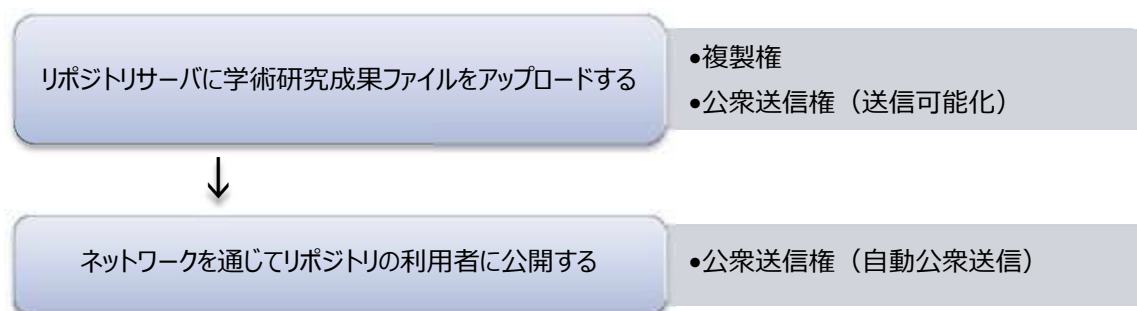 リポジトリサーバに学術研究成果ファイルをアップロードする
•複製権
•公衆送信権（送信可能化）
↓
ネットワークを通じてリポジトリの利用者に公開する
•公衆送信権（自動公衆送信）